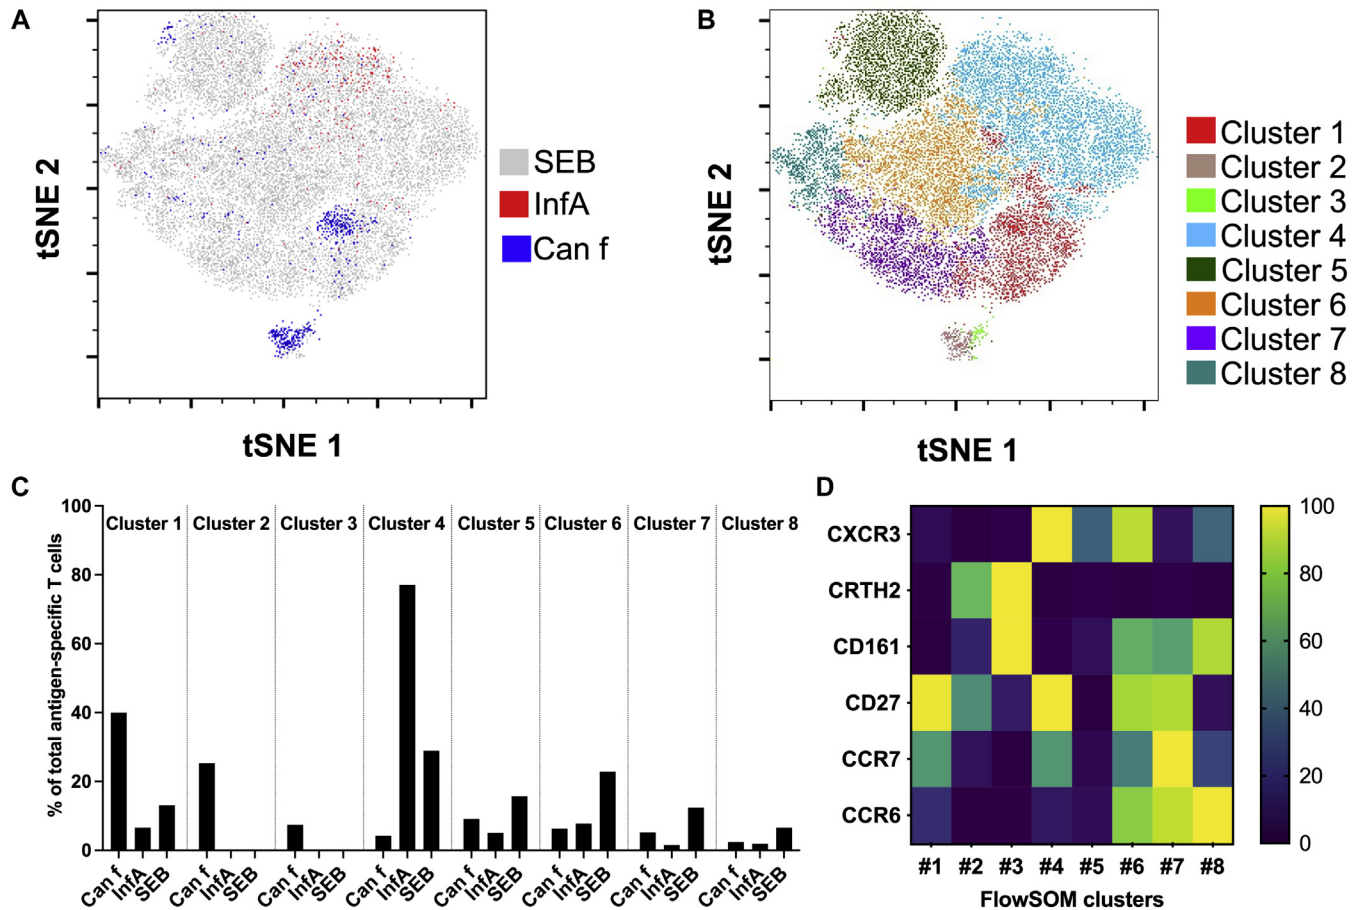 A
tSNE 2
tSNE 1
SEB
InfA
Can f
B
tSNE 2
tSNE 1
Cluster 1
Cluster 2
Cluster 3
Cluster 4
Cluster 5
Cluster 6
Cluster 7
Cluster 8
C
% of total antigen-specific T cells
100
80
60
40
20
0
Cluster 1
Cluster 2
Cluster 3
Cluster 4
Cluster 5
Cluster 6
Cluster 7
Cluster 8
Can f
InfA
SEB
Can f
InfA
SEB
Can f
InfA
SEB
Can f
InfA
SEB
Can f
InfA
SEB
Can f
InfA
SEB
Can f
InfA
SEB
Can f
InfA
SEB
D
CXCR3
CRTH2
CD161
CD27
CCR7
CCR6
#1 #2 #3 #4 #5 #6 #7 #8
FlowSOM clusters
100
80
60
40
20
0